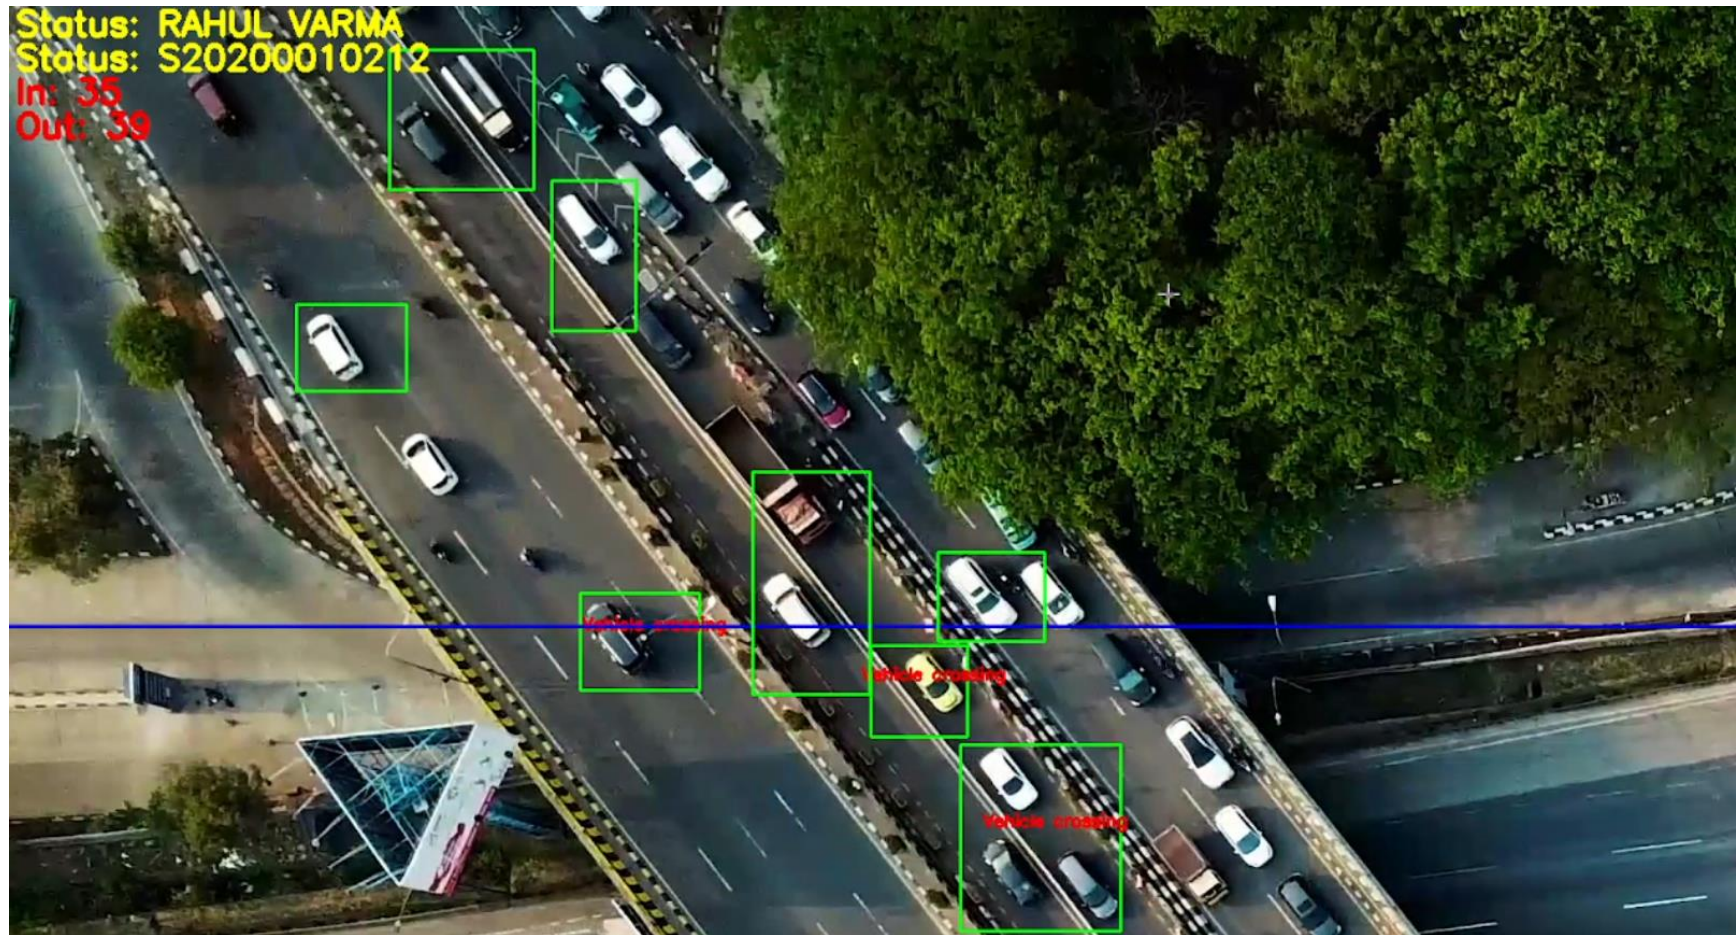 Status: RAHUL VARMA
Status: S20200010212
In: 35
Out: 39
Vehicle crossing
Vehicle crossing
Vehicle crossing